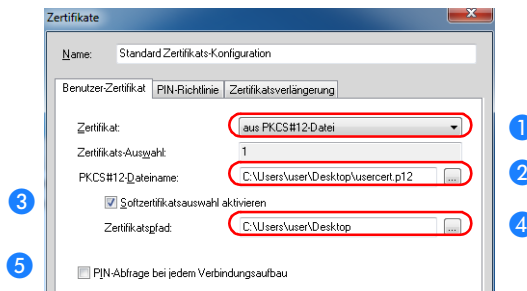 Zertifikate
Name: Standard Zertifikats-Konfiguration
Benutzer-Zertifikat PIN-Richtlinie Zertifikatsverlängerung
Zertifikat: aus PKCS#12-Datei 1
Zertifikats-Auswahl: 1
PKCS#12-Dateiname: C:\Users\user\Desktop\usercert.p12 ... 2
3 Softzertifikatsauswahl aktivieren
Zertifikatspfad: C:\Users\user\Desktop ... 4
5 PIN-Abfrage bei jedem Verbindungsaufbau